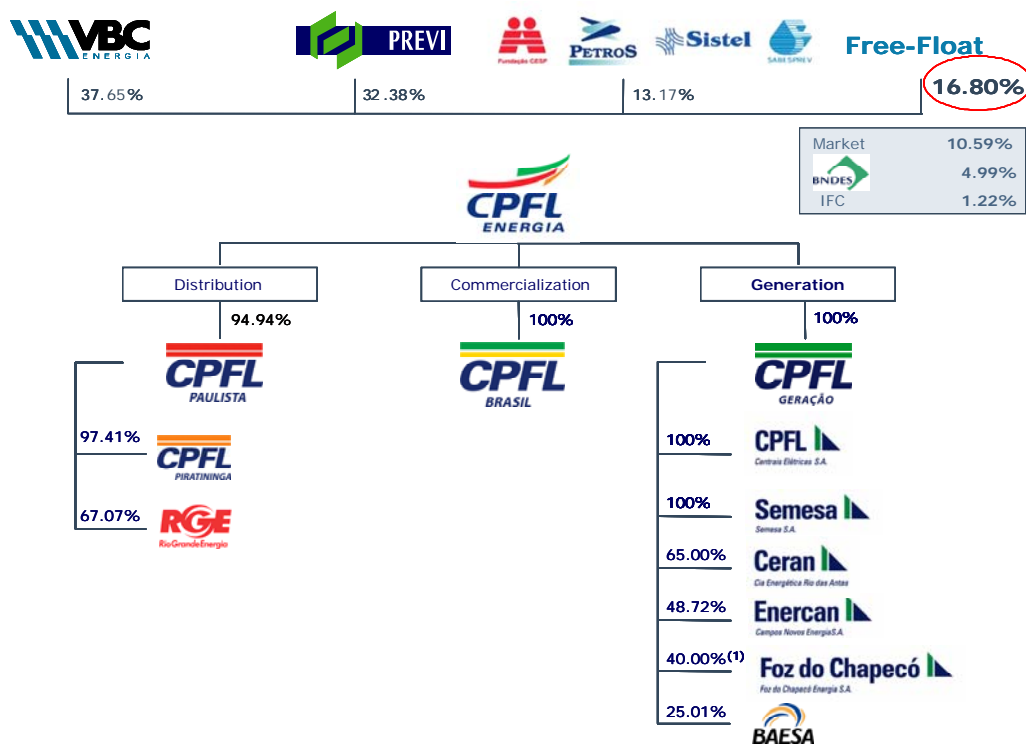 VBC
ENERGIA
PREVI
Fundação CESP
PETROS
Sistel
SABESPREV
Free-Float
37.65%
32.38%
13.17%
16.80%
Market 10.59%
BNDES 4.99%
IFC 1.22%
CPFL
ENERGIA
Distribution
Commercialization
Generation
94.94%
100%
100%
CPFL
PAULISTA
CPFL
BRASIL
CPFL
GERAÇÃO
97.41%
CPFL
PIRATININGA
67.07%
RGE
Rio Grande Energia
100%
CPFL
Centrais Elétricas S.A.
100%
Semesa
Semesa S.A.
65.00%
Ceran
Cia Energética Rio das Antas
48.72%
Enercan
Campos Novos Energia S.A.
40.00%(1)
Foz do Chapecó
Foz do Chapecó Energia S.A.
25.01%
BAESA